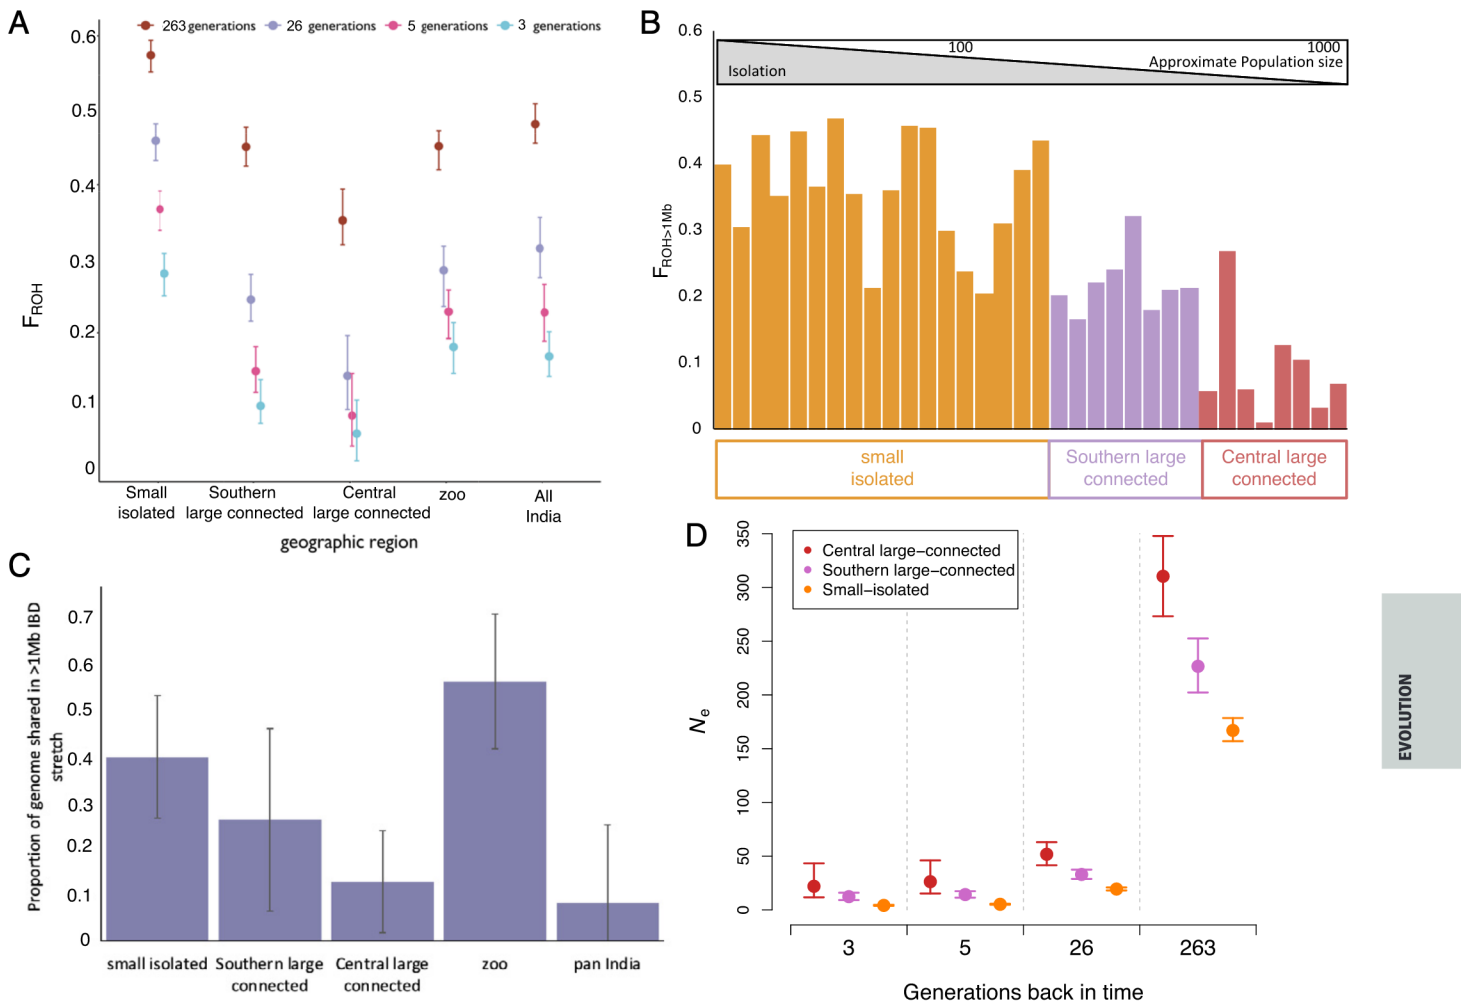 A
263 generations
26 generations
5 generations
3 generations
0.6
0.5
0.4
0.3
0.2
0.1
0
F_ROH
Small
isolated
Southern
large connected
Central
large connected
zoo
All
India
geographic region
B
0.6
0.5
0.4
0.3
0.2
0.1
0
F_ROH>1Mb
100
1000
Isolation
Approximate Population size
small
isolated
Southern large
connected
Central large
connected
C
Proportion of genome shared in >1Mb IBD
stretch
0.7
0.6
0.5
0.4
0.3
0.2
0.1
0
small isolated
Southern large
connected
Central large
connected
zoo
pan India
D
Central large–connected
Southern large–connected
Small–isolated
350
300
250
200
150
100
50
0
N_e
3
5
26
263
Generations back in time
EVOLUTION